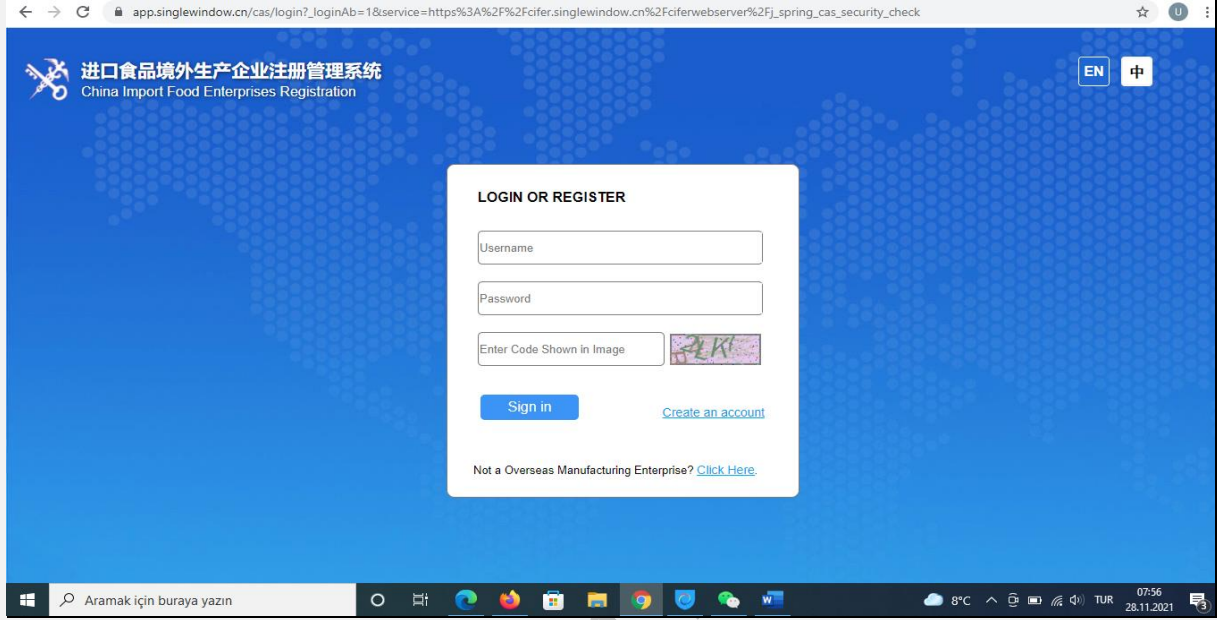 app.singlewindow.cn/cas/login?_loginAb=1&service=https%3A%2F%2Fcifer.singlewindow.cn%2Fciferwebserver%2Fj_spring_cas_security_check
U
进口食品境外生产企业注册管理系统
China Import Food Enterprises Registration
EN 中
LOGIN OR REGISTER
Username
Password
Enter Code Shown in Image
Sign in
Create an account
Not a Overseas Manufacturing Enterprise? Click Here.
Aramak için buraya yazın
8°C
TUR
07:56
28.11.2021
3